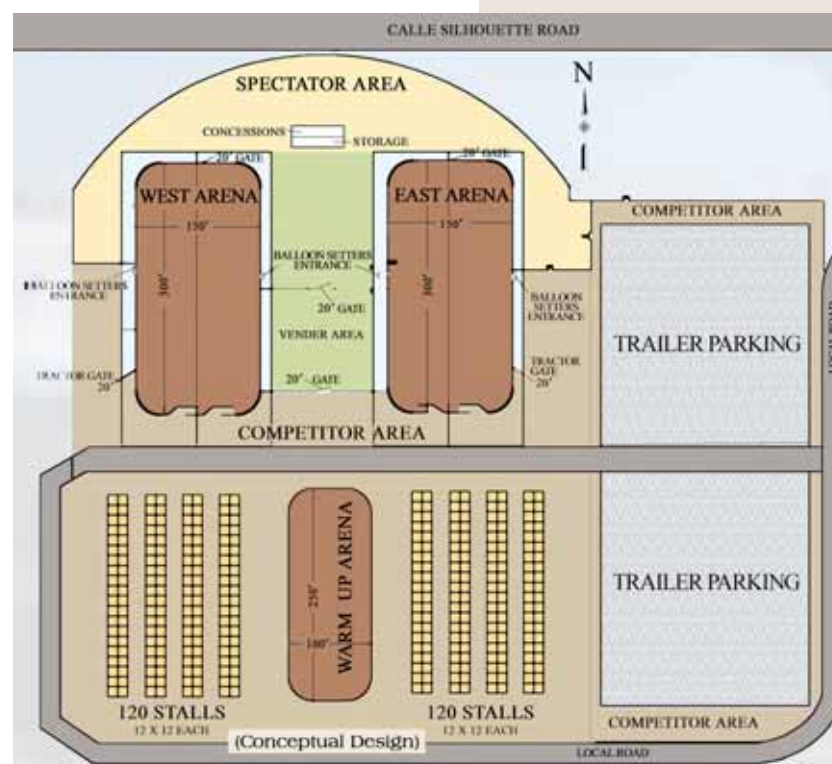 CALLE SILHOUETTE ROAD
SPECTATOR AREA
N
CONCESSIONS
STORAGE
20' GATE
20' GATE
WEST ARENA
EAST ARENA
COMPETITOR AREA
150'
150'
BALLOON SETTERS
ENTRANCE
BALLOON SETTERS
ENTRANCE
300'
300'
BALLOON
SETTERS
ENTRANCE
20' GATE
VENDER AREA
TRAILER PARKING
TRACTOR GATE
20'
20' GATE
TRACTOR
GATE
20'
COMPETITOR AREA
250'
100'
WARM UP ARENA
TRAILER PARKING
120 STALLS
12 X 12 EACH
120 STALLS
12 X 12 EACH
COMPETITOR AREA
(Conceptual Design)
LOCAL ROAD